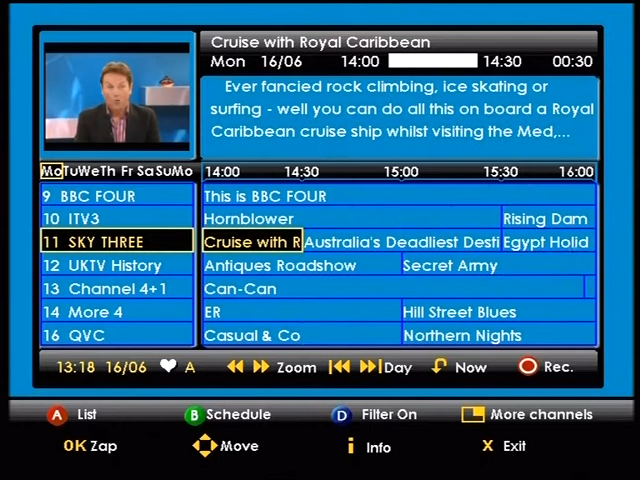 Cruise with Royal Caribbean
Mon 16/06 14:00 14:30 00:30
Ever fancied rock climbing, ice skating or
surfing - well you can do all this on board a Royal
Caribbean cruise ship whilst visiting the Med,...
MoTuWeTh Fr SaSuMo 14:00 14:30 15:00 15:30 16:00
9 BBC FOUR This is BBC FOUR
10 ITV3 Hornblower Rising Dam
11 SKY THREE Cruise with R Australia's Deadliest Desti Egypt Holid
12 UKTV History Antiques Roadshow Secret Army
13 Channel 4+1 Can-Can
14 More 4 ER Hill Street Blues
16 QVC Casual & Co Northern Nights
13:18 16/06 A Zoom Day Now Rec.
A List B Schedule D Filter On More channels
OK Zap Move i Info X Exit